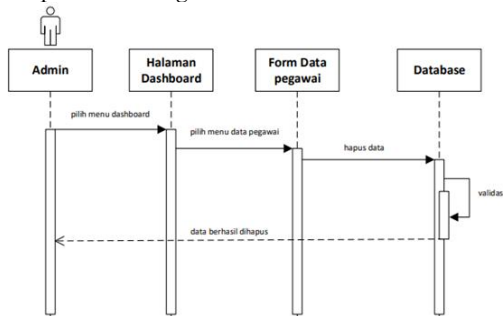 Admin
Halaman
Dashboard
Form Data
pegawai
Database
pilih menu dashboard
pilih menu data pegawai
hapus data
validas
data berhasil dihapus